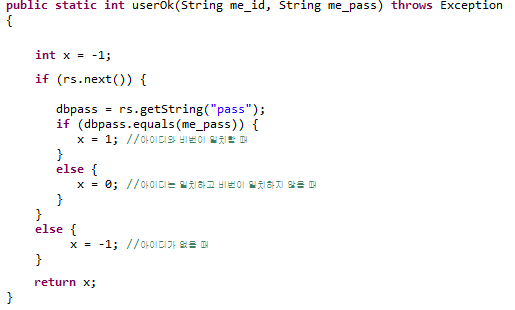 public static int userOk(String me_id, String me_pass) throws Exception
{
int x = -1;
if (rs.next()) {
dbpass = rs.getString("pass");
if (dbpass.equals(me_pass)) {
x = 1; //아이디와 비번이 일치할 때
}
else {
x = 0; //아이디는 일치하고 비번이 일치하지 않을 때
}
}
else {
x = -1; //아이디가 없을 때
}
return x;
}